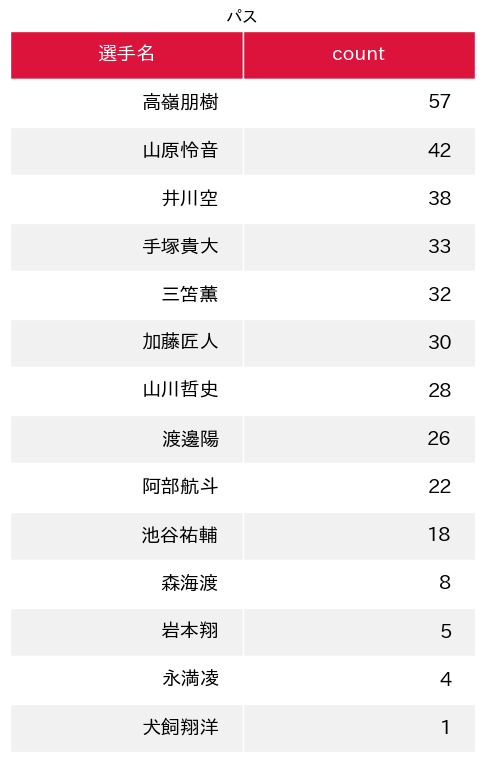 パス
選手名 count
高嶺朋樹 57
山原怜音 42
井川空 38
手塚貴大 33
三笘薫 32
加藤匠人 30
山川哲史 28
渡邊陽 26
阿部航斗 22
池谷祐輔 18
森海渡 8
岩本翔 5
永満凌 4
犬飼翔洋 1